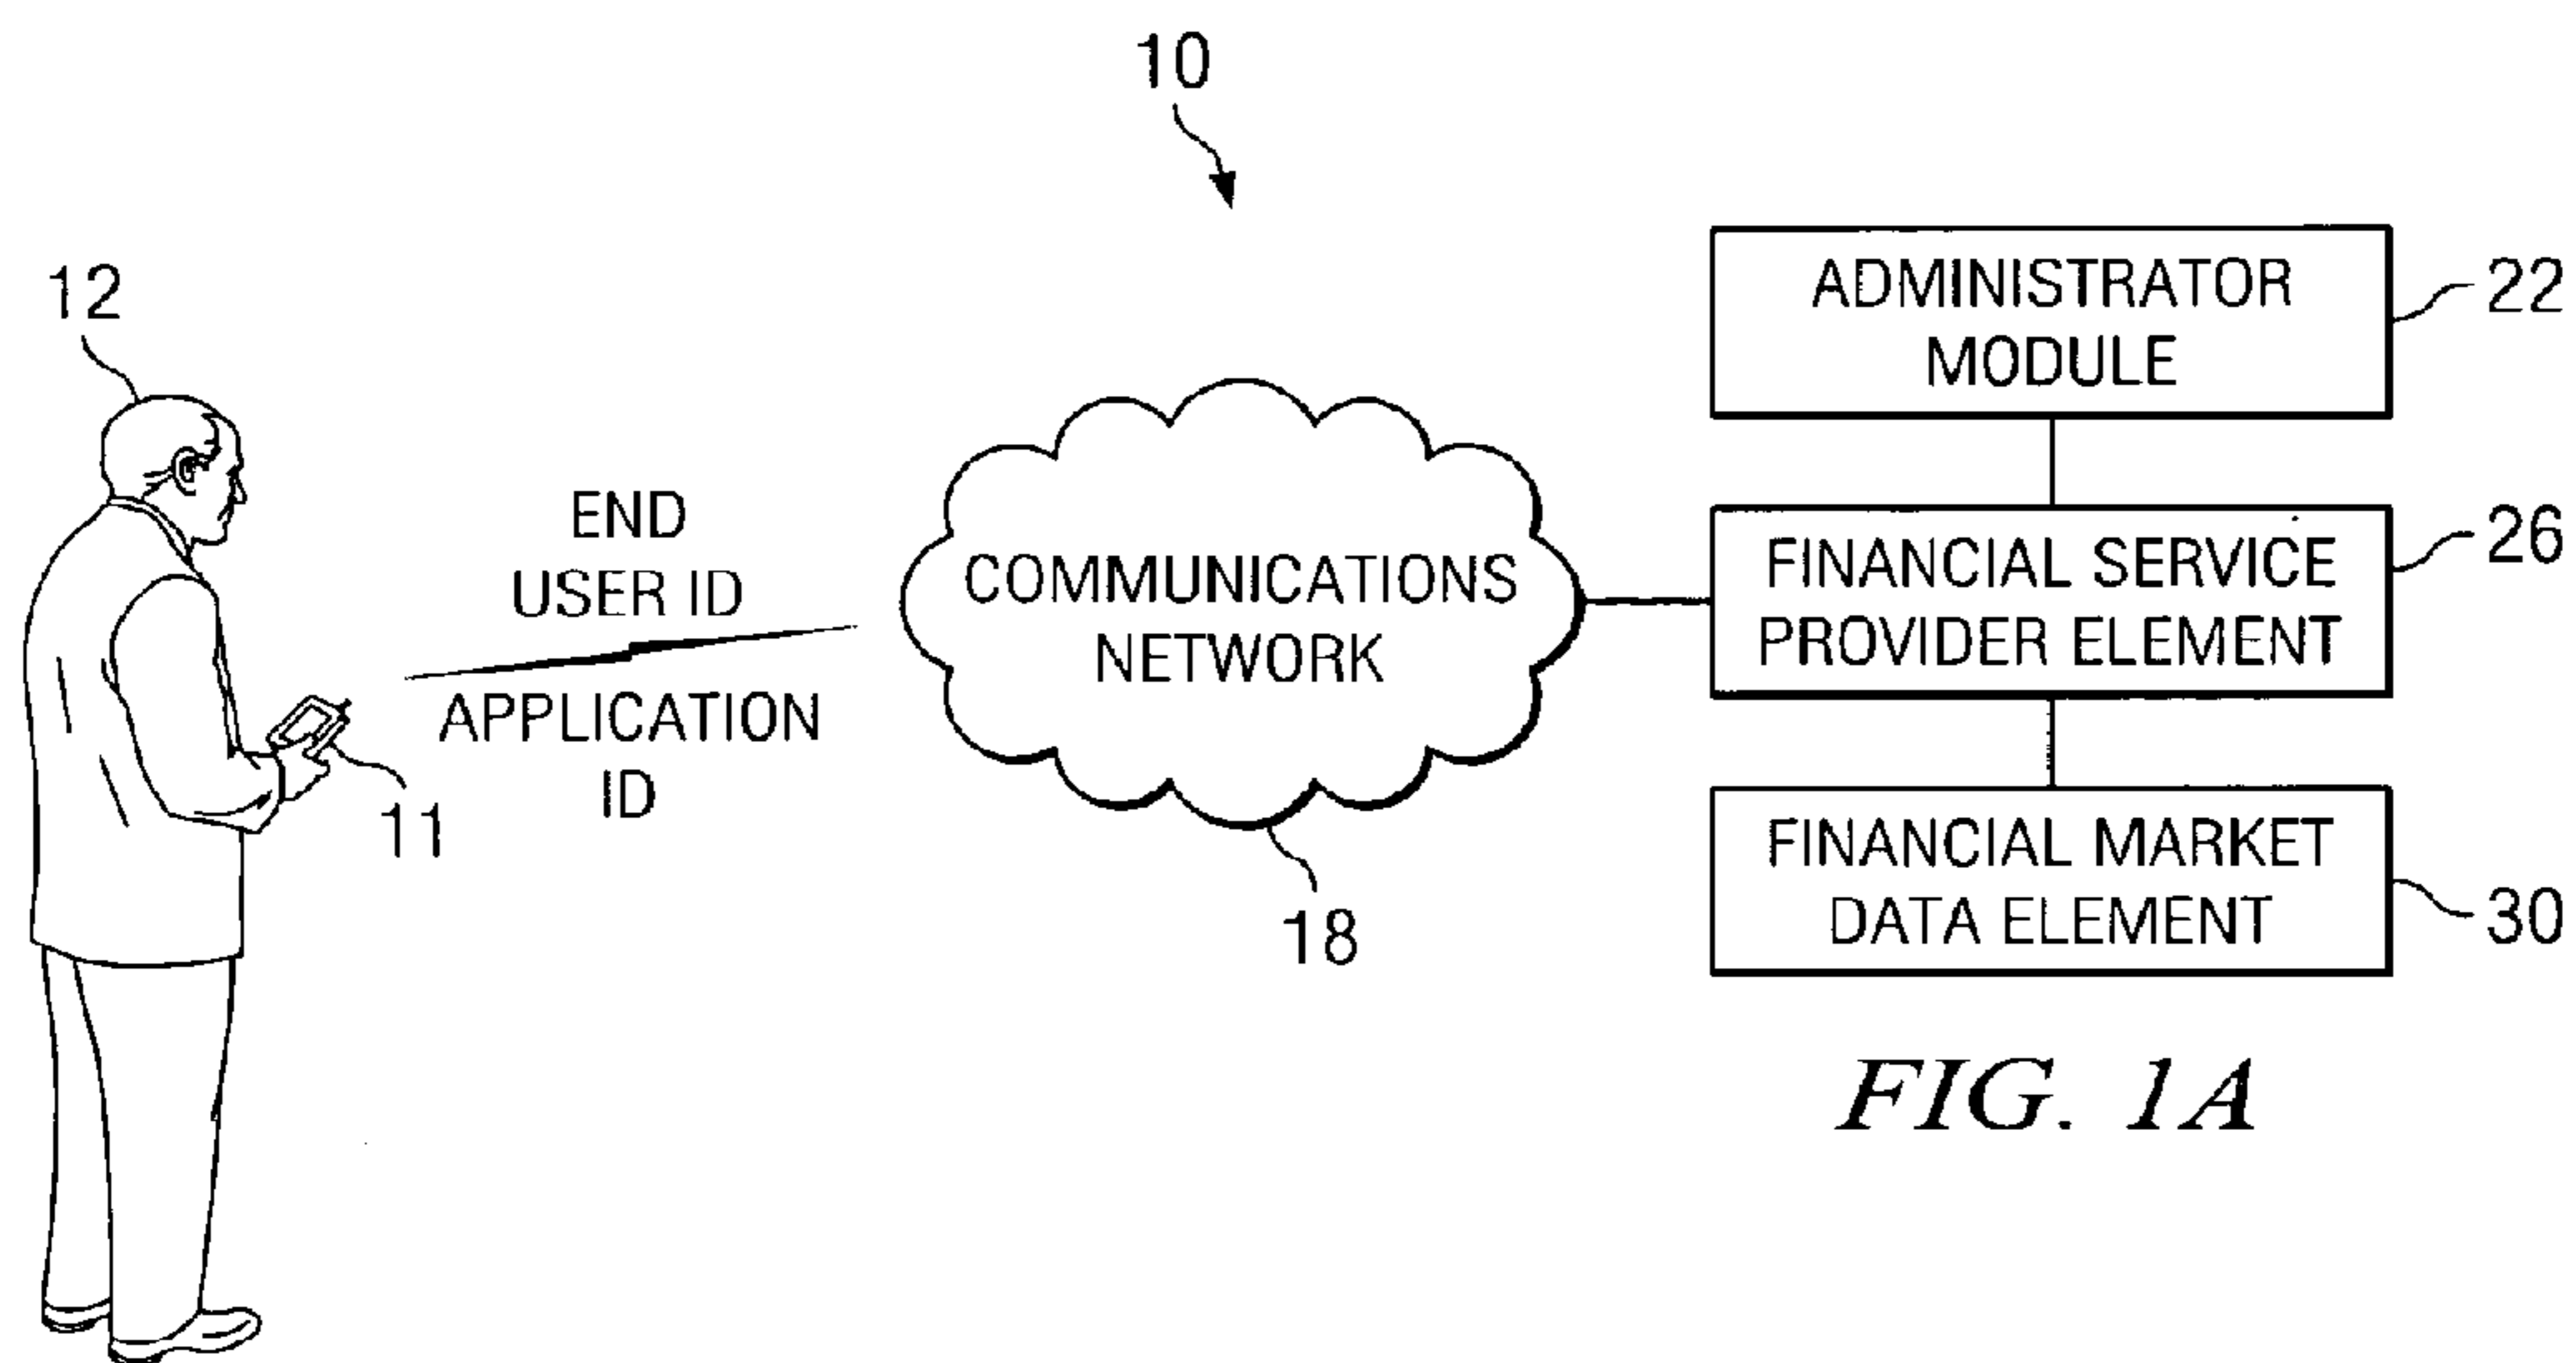 10
12
END
USER ID
APPLICATION
ID
11
COMMUNICATIONS
NETWORK
18
ADMINISTRATOR
MODULE
22
FINANCIAL SERVICE
PROVIDER ELEMENT
26
FINANCIAL MARKET
DATA ELEMENT
30
FIG. 1A